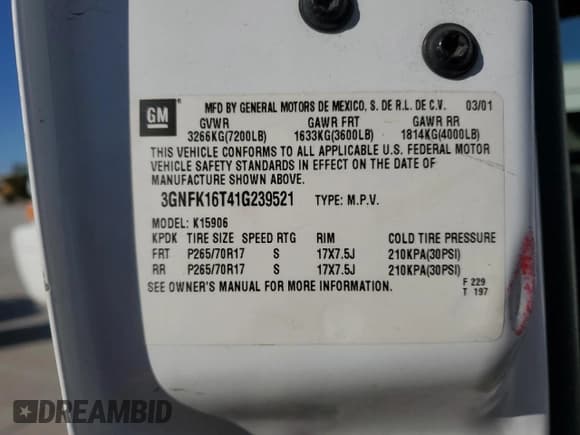 GM
MFD BY GENERAL MOTORS DE MEXICO, S. DE R.L. DE C.V. 03/01
GVWR GAWR FRT GAWR RR
3266KG(7200LB) 1633KG(3600LB) 1814KG(4000LB)
THIS VEHICLE CONFORMS TO ALL APPLICABLE U.S. FEDERAL MOTOR
VEHICLE SAFETY STANDARDS IN EFFECT ON THE DATE OF
MANUFACTURE SHOWN ABOVE.
3GNFK16T41G239521 TYPE: M.P.V.
MODEL: K15906
KPDK TIRE SIZE SPEED RTG RIM COLD TIRE PRESSURE
FRT P265/70R17 S 17X7.5J 210KPA(30PSI)
RR P265/70R17 S 17X7.5J 210KPA(30PSI)
SEE OWNER'S MANUAL FOR MORE INFORMATION.
F 229
T 197
DREAMBID